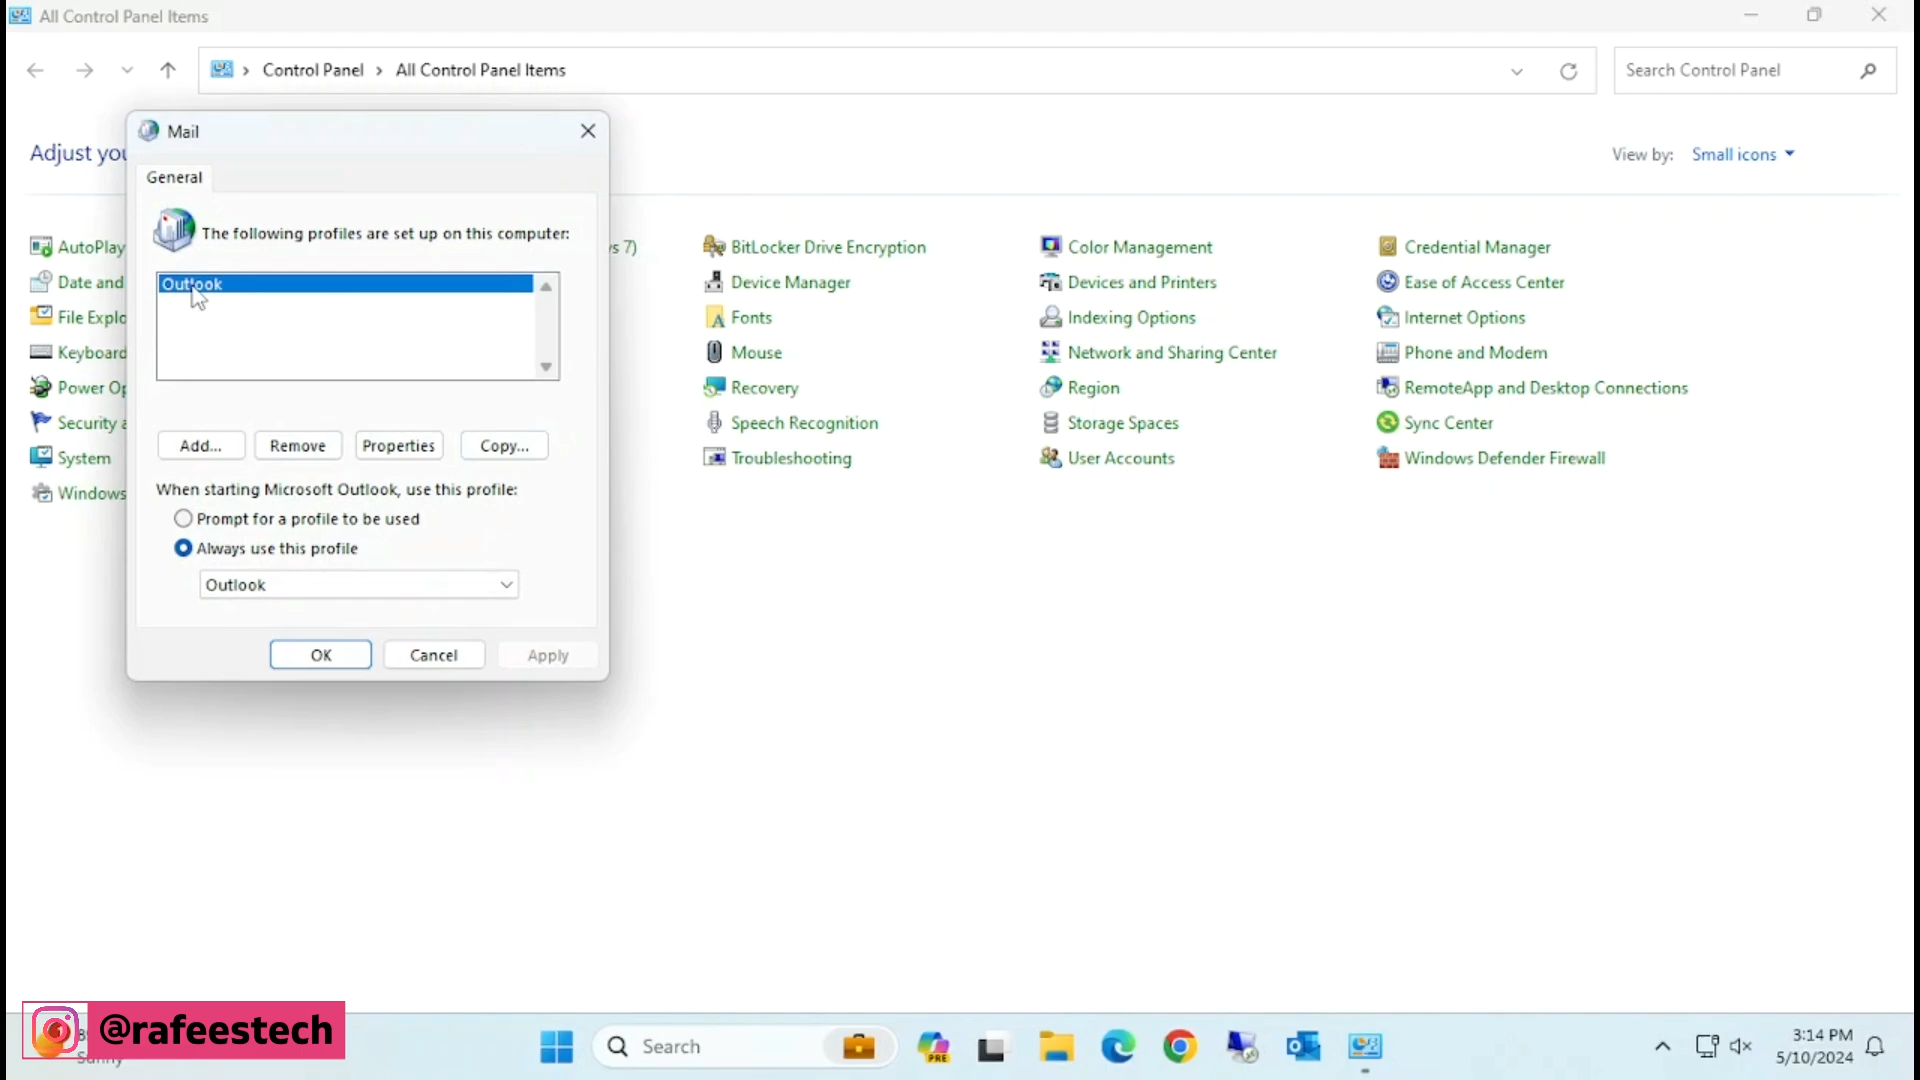 All Control Panel Items
Control Panel > All Control Panel Items
Search Control Panel
Mail
Adjust you
View by: Small icons
General
The following profiles are set up on this computer:
Outlook
Add... Remove Properties Copy...
When starting Microsoft Outlook, use this profile:
Prompt for a profile to be used
Always use this profile
Outlook
OK Cancel Apply
AutoPlay
Date and
File Explo
Keyboard
Power Op
Security a
System
Windows
s 7)
BitLocker Drive Encryption
Device Manager
Fonts
Mouse
Recovery
Speech Recognition
Troubleshooting
Color Management
Devices and Printers
Indexing Options
Network and Sharing Center
Region
Storage Spaces
User Accounts
Credential Manager
Ease of Access Center
Internet Options
Phone and Modem
RemoteApp and Desktop Connections
Sync Center
Windows Defender Firewall
@rafeestech
Sunny
Search
PRE
3:14 PM
5/10/2024